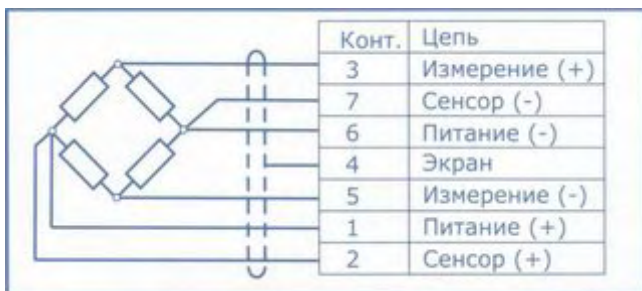 Конт. Цепь
3 Измерение (+)
7 Сенсор (-)
6 Питание (-)
4 Экран
5 Измерение (-)
1 Питание (+)
2 Сенсор (+)